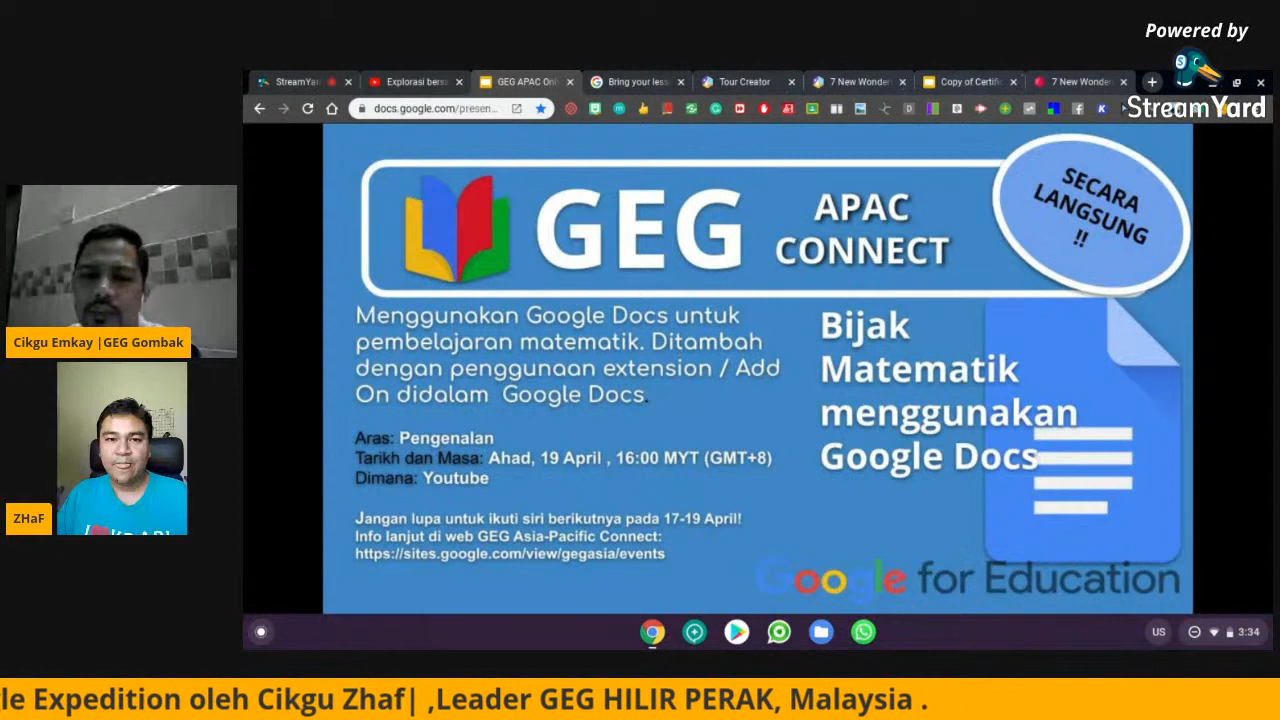 Powered by
StreamYard
StreamYar
Explorasi bersa
GEG APAC Onl
Bring your less
Tour Creator
7 New Wonder
Copy of Certifi
7 New Wonder
docs.google.com/presen...
SECARA
LANGSUNG
!!
GEG
APAC
CONNECT
Menggunakan Google Docs untuk
pembelajaran matematik. Ditambah
dengan penggunaan extension / Add
On didalam Google Docs.
Bijak
Matematik
menggunakan
Google Docs
Aras: Pengenalan
Tarikh dan Masa: Ahad, 19 April , 16:00 MYT (GMT+8)
Dimana: Youtube
Jangan lupa untuk ikuti siri berikutnya pada 17-19 April!
Info lanjut di web GEG Asia-Pacific Connect:
https://sites.google.com/view/gegasia/events
Google for Education
Cikgu Emkay |GEG Gombak
ZHaF
US
3:34
gle Expedition oleh Cikgu Zhaf| ,Leader GEG HILIR PERAK, Malaysia .